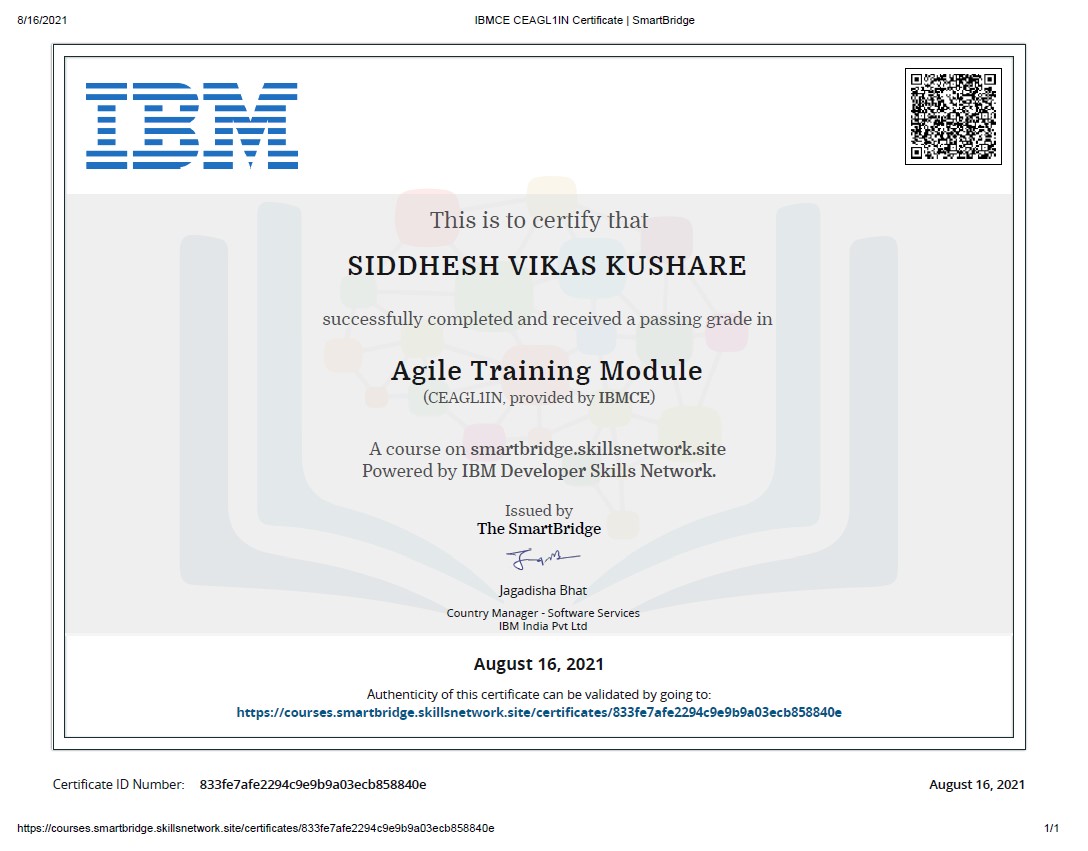 8/16/2021 IBMCE CEAGL1IN Certificate | SmartBridge
IBM
This is to certify that
SIDDHESH VIKAS KUSHARE
successfully completed and received a passing grade in
Agile Training Module
(CEAGL1IN, provided by IBMCE)
A course on smartbridge.skillsnetwork.site
Powered by IBM Developer Skills Network.
Issued by
The SmartBridge
Jagadisha Bhat
Country Manager - Software Services
IBM India Pvt Ltd
August 16, 2021
Authenticity of this certificate can be validated by going to:
https://courses.smartbridge.skillsnetwork.site/certificates/833fe7afe2294c9e9b9a03ecb858840e
Certificate ID Number: 833fe7afe2294c9e9b9a03ecb858840e August 16, 2021
https://courses.smartbridge.skillsnetwork.site/certificates/833fe7afe2294c9e9b9a03ecb858840e 1/1